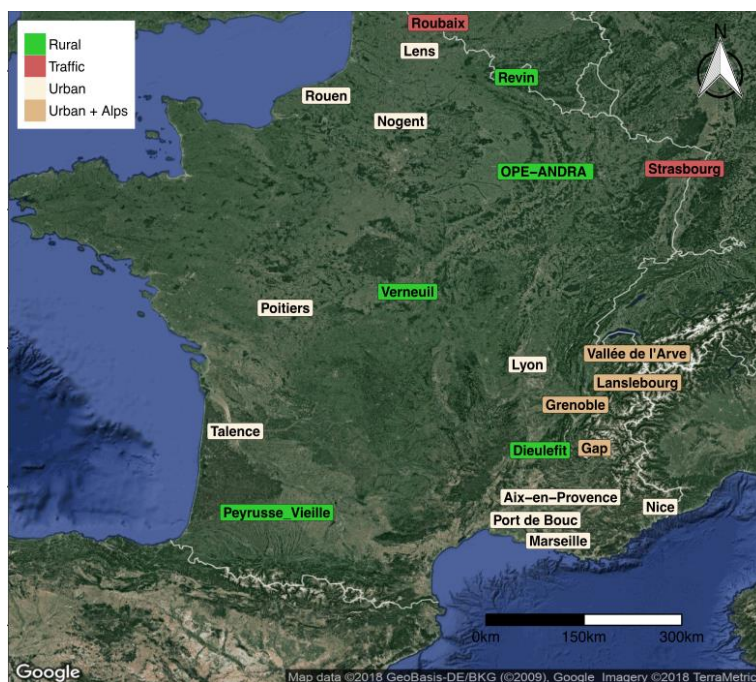 Rural
Traffic
Urban
Urban + Alps
Roubaix
N
Lens
Revin
Rouen
Nogent
OPE-ANDRA
Strasbourg
Verneuil
Poitiers
Vallée de l'Arve
Lyon
Lanslebourg
Grenoble
Talence
Gap
Dieulefit
Aix-en-Provence
Nice
Peyrusse_Vieille
Port de Bouc
Marseille
0km 150km 300km
Google
Map data ©2018 GeoBasis-DE/BKG (©2009), Google Imagery ©2018 TerraMetric